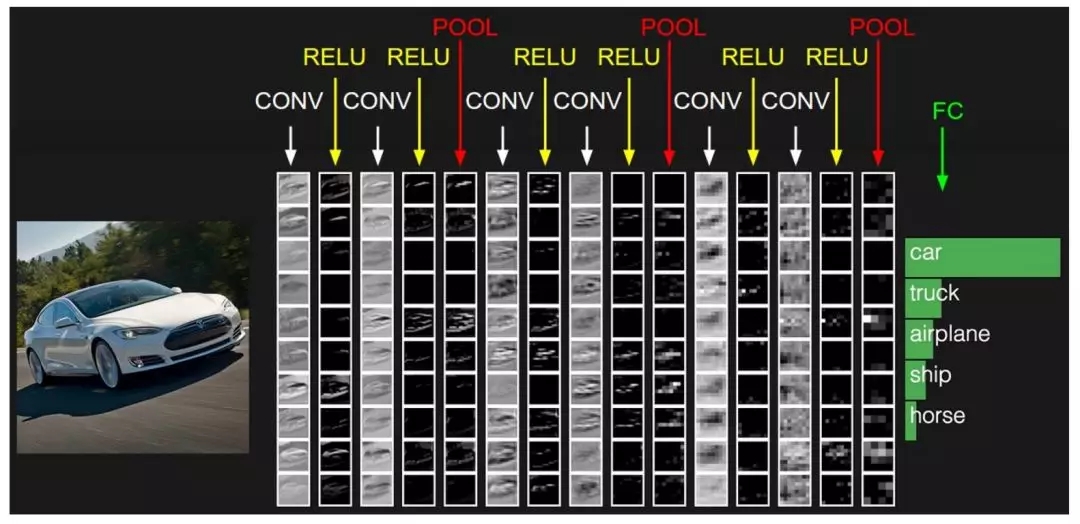 POOL POOL POOL
RELU RELU RELU RELU RELU RELU
CONV CONV CONV CONV CONV CONV
FC
car
truck
airplane
ship
horse